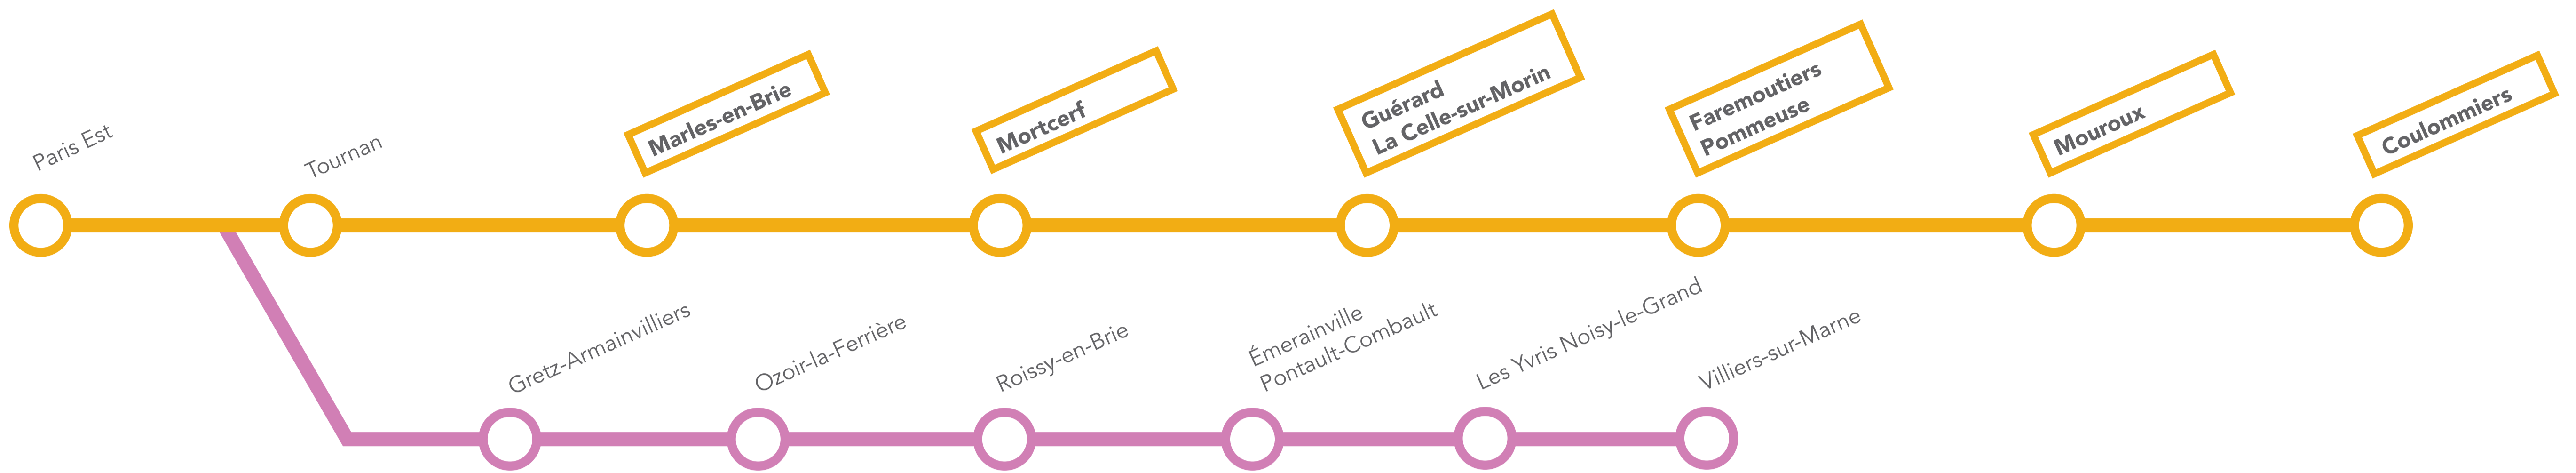 Paris Est
Tournan
Marles-en-Brie
Mortcerf
Guérard
La Celle-sur-Morin
Faremoutiers
Pommeuse
Mouroux
Coulommiers
Gretz-Armainvilliers
Ozoir-la-Ferrière
Roissy-en-Brie
Émerainville
Pontault-Combault
Les Yvris Noisy-le-Grand
Villiers-sur-Marne